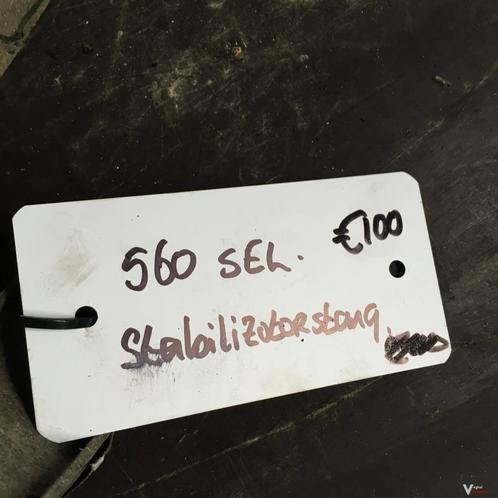 560 SEL. €100
Stabilizatorstang